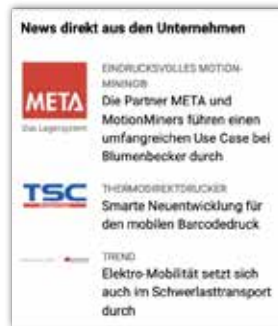 News direkt aus den Unternehmen
EINDRUCKSVOLLES MOTION-
MINING®
META
Das Lagersystem
Die Partner META und
MotionMiners führen einen
umfangreichen Use Case bei
Blumenbecker durch
TSC
THERMODIREKTDRUCKER
Smarte Neuentwicklung für
den mobilen Barcodedruck
TREND
Elektro-Mobilität setzt sich
auch im Schwerlasttransport
durch